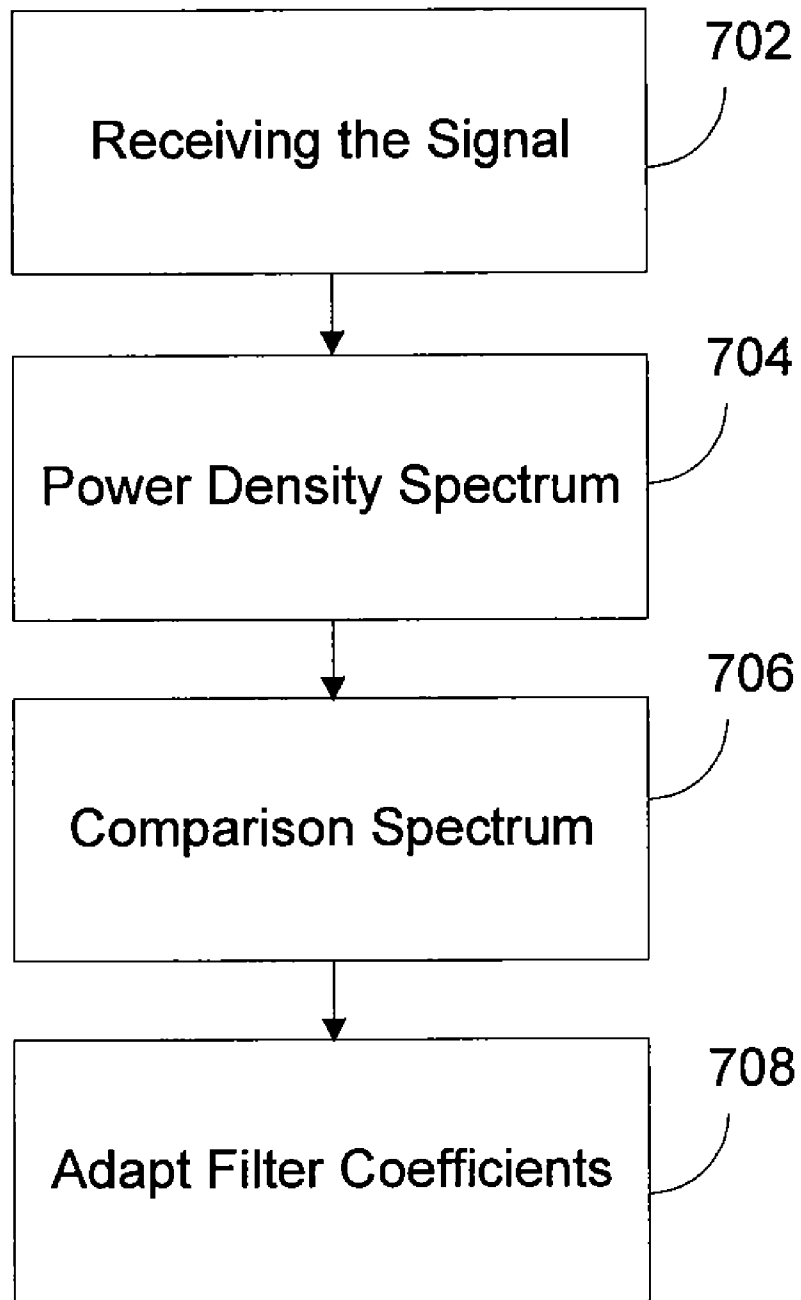 702
Receiving the Signal
704
Power Density Spectrum
706
Comparison Spectrum
708
Adapt Filter Coefficients